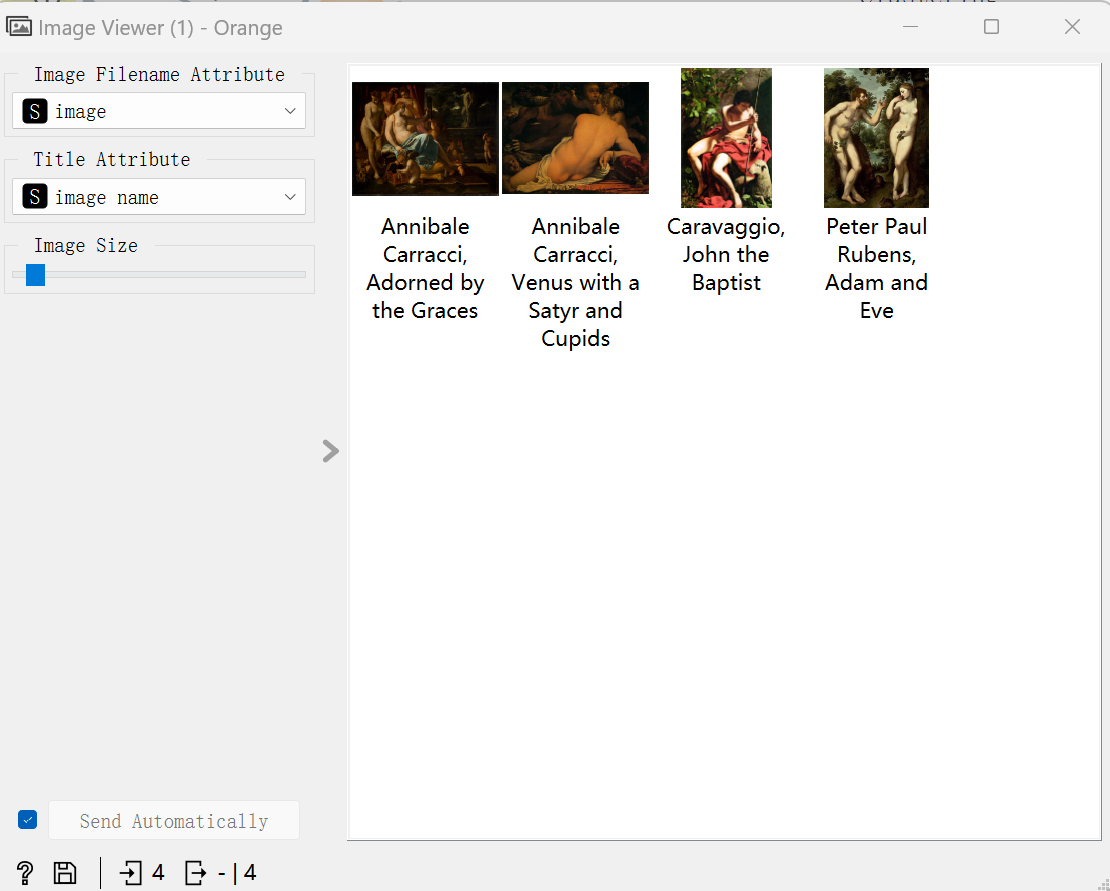 Image Viewer (1) - Orange
Image Filename Attribute
S image
Title Attribute
S image name
Image Size
Annibale
Carracci,
Adorned by
the Graces
Annibale
Carracci,
Venus with a
Satyr and
Cupids
Caravaggio,
John the
Baptist
Peter Paul
Rubens,
Adam and
Eve
Send Automatically
? 4 - | 4